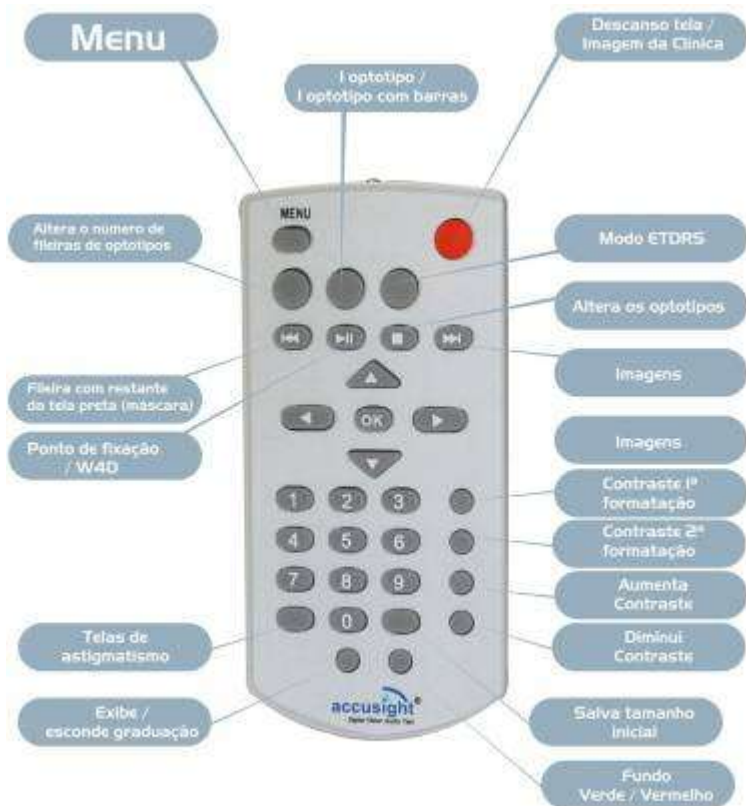 Menu
Descanso tela /
Imagem da Clínica
1 optotipo /
1 optotipo com barras
MENU
Altera o número de
fileiras de optotipos
Modo ETDRS
Altera os optotipos
Fileira com restante
da tela preta (máscara)
Imagens
OK
Ponto de fixação
/ W4D
Imagens
Contraste 1ª
formatação
1 2 3
Contraste 2ª
formatação
4 5 6
Aumenta
Contraste
7 8 9
Diminui
Contraste
0
Telas de
astigmatismo
accusight®
Exibe /
esconde graduação
Salva tamanho
inicial
Fundo
Verde / Vermelho